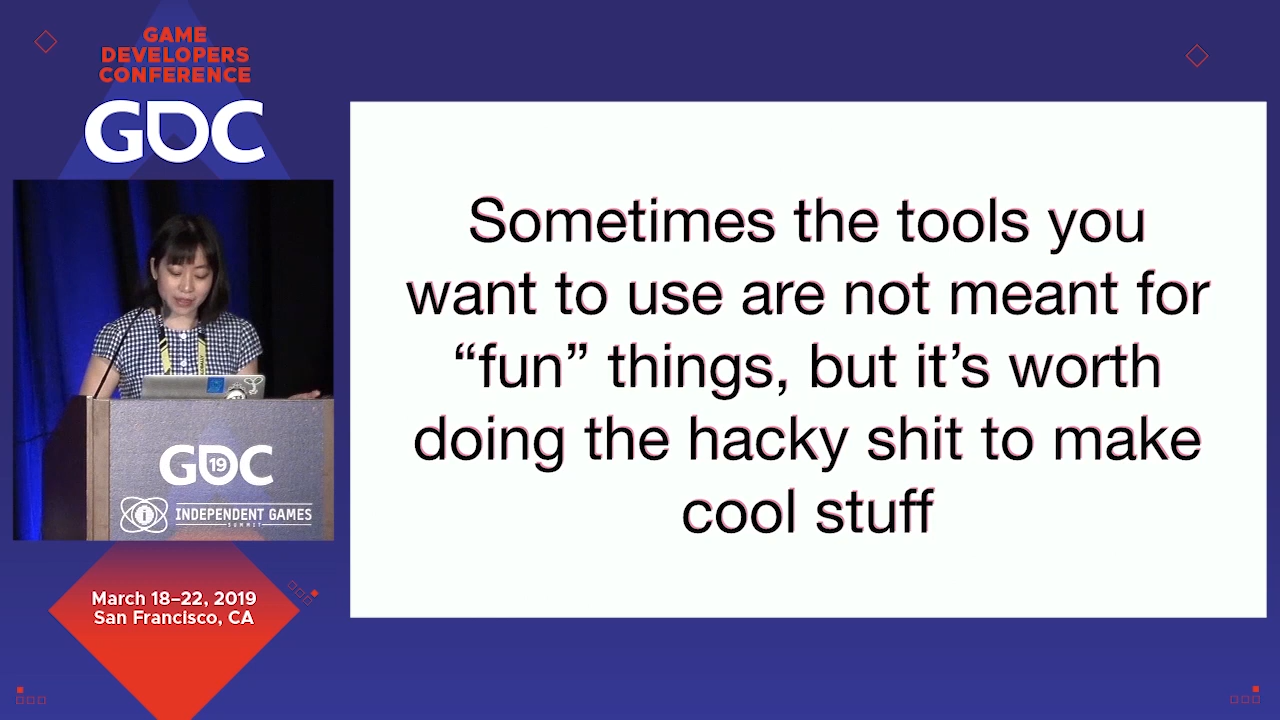 GAME
DEVELOPERS
CONFERENCE
GDC
Sometimes the tools you
want to use are not meant for
“fun” things, but it’s worth
doing the hacky shit to make
cool stuff
GDC
19
INDEPENDENT GAMES
SUMMIT
March 18–22, 2019
San Francisco, CA